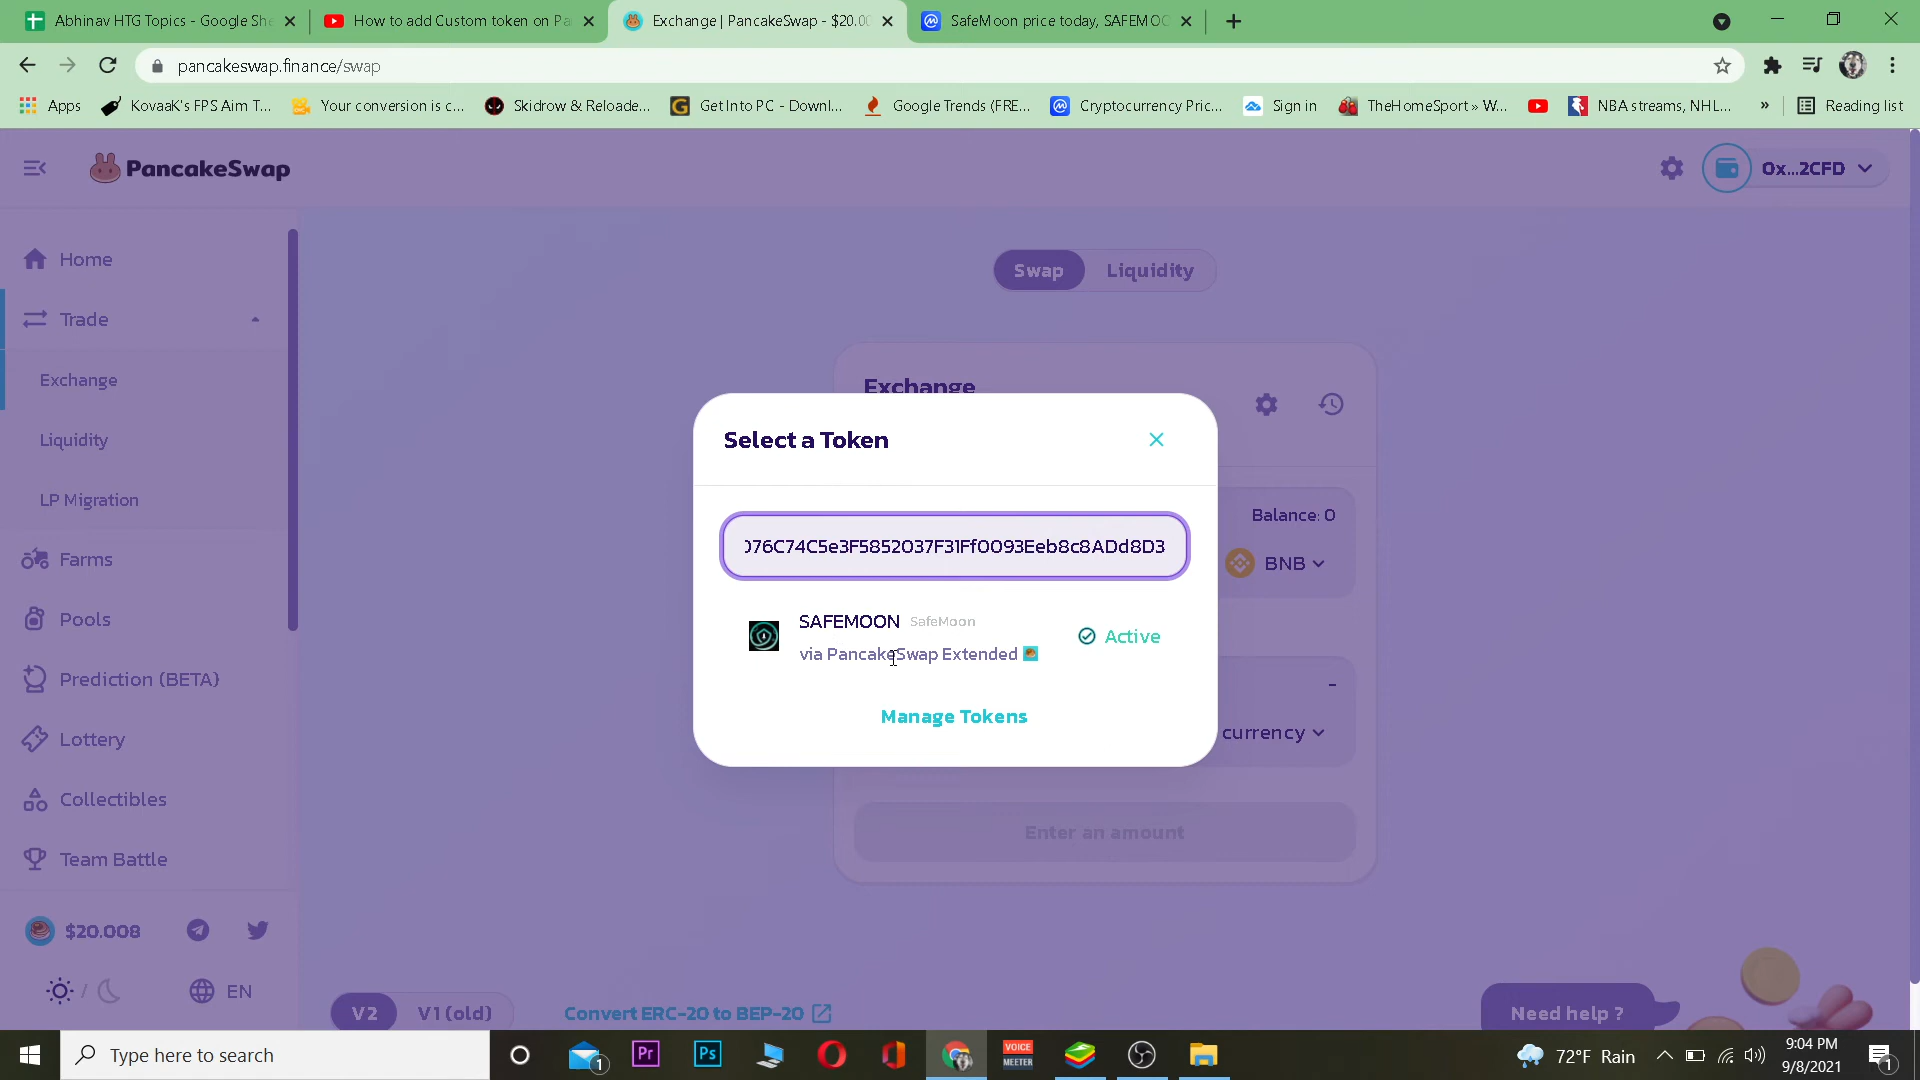 Abhinav HTG Topics - Google She
How to add Custom token on Pa
Exchange | PancakeSwap - $20.00
SafeMoon price today, SAFEMOO
pancakeswap.finance/swap
Apps
KovaaK's FPS Aim T...
Your conversion is c...
Skidrow & Reloade...
Get Into PC - Downl...
Google Trends (FRE...
Cryptocurrency Pric...
Sign in
TheHomeSport » W...
NBA streams, NHL...
»
Reading list
PancakeSwap
0x...2CFD
Home
Trade
Exchange
Liquidity
LP Migration
Farms
Pools
Prediction (BETA)
Lottery
Collectibles
Team Battle
$20.008
/
EN
Swap
Liquidity
Exchange
Balance: 0
BNB
-
currency
Enter an amount
Select a Token
076C74C5e3F5852037F31Ff0093Eeb8c8ADd8D3
SAFEMOON SafeMoon
via PancakeSwap Extended
Active
Manage Tokens
V2
V1 (old)
Convert ERC-20 to BEP-20
Need help ?
Type here to search
1
Pr
Ps
VOICE
MEETER
72°F Rain
9:04 PM
9/8/2021
1